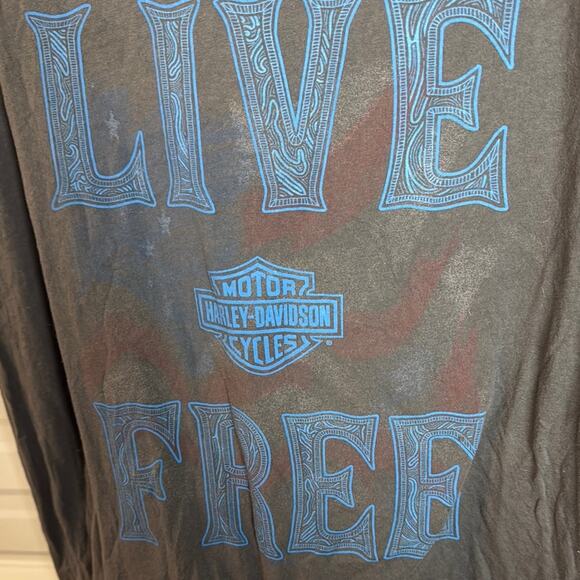 LIVE
MOTOR
HARLEY-DAVIDSON
CYCLES
®
FREE